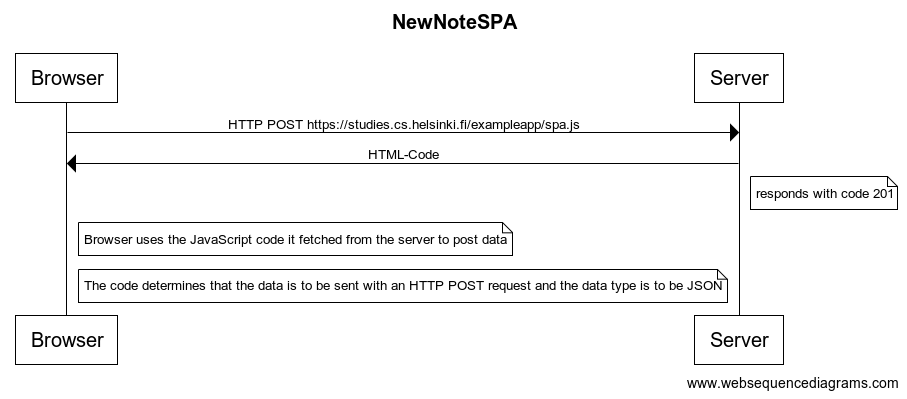 NewNoteSPA
Browser
Server
HTTP POST https://studies.cs.helsinki.fi/exampleapp/spa.js
HTML-Code
responds with code 201
Browser uses the JavaScript code it fetched from the server to post data
The code determines that the data is to be sent with an HTTP POST request and the data type is to be JSON
Browser
Server
www.websequencediagrams.com